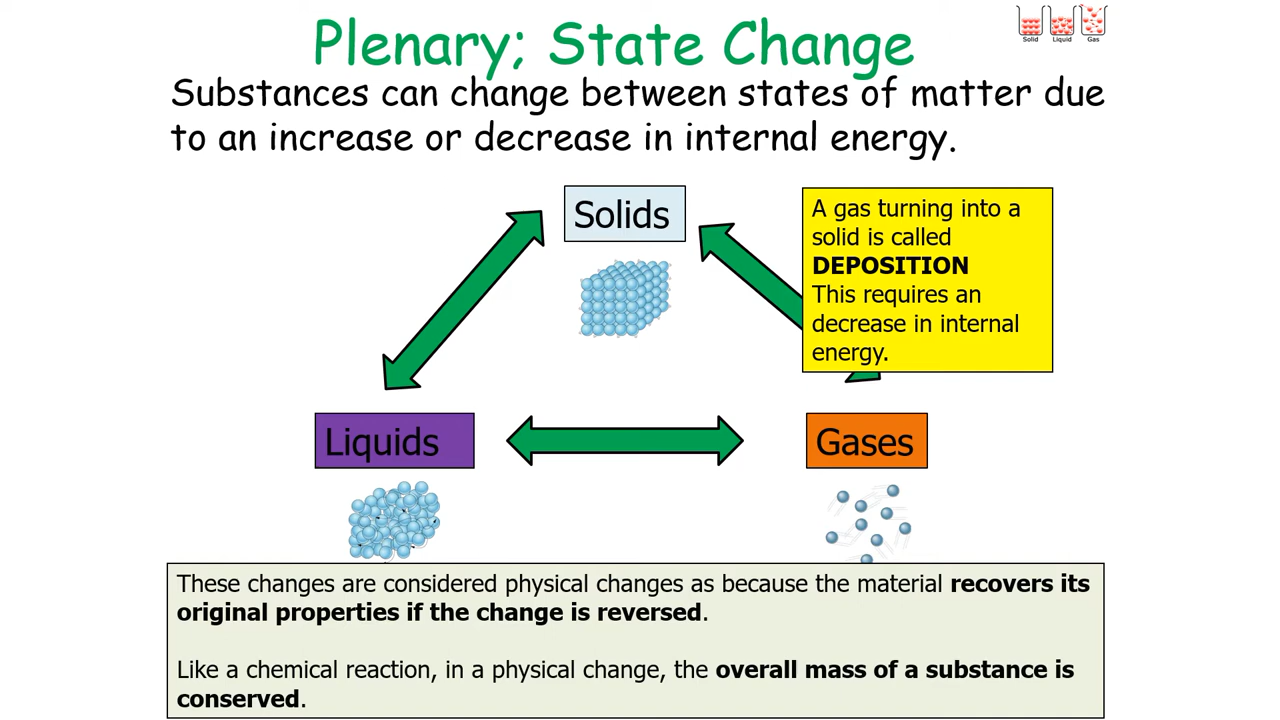 Plenary; State Change
Solid Liquid Gas
Substances can change between states of matter due
to an increase or decrease in internal energy.
Solids
A gas turning into a
solid is called
DEPOSITION
This requires an
decrease in internal
energy.
Liquids
Gases
These changes are considered physical changes as because the material recovers its
original properties if the change is reversed.
Like a chemical reaction, in a physical change, the overall mass of a substance is
conserved.